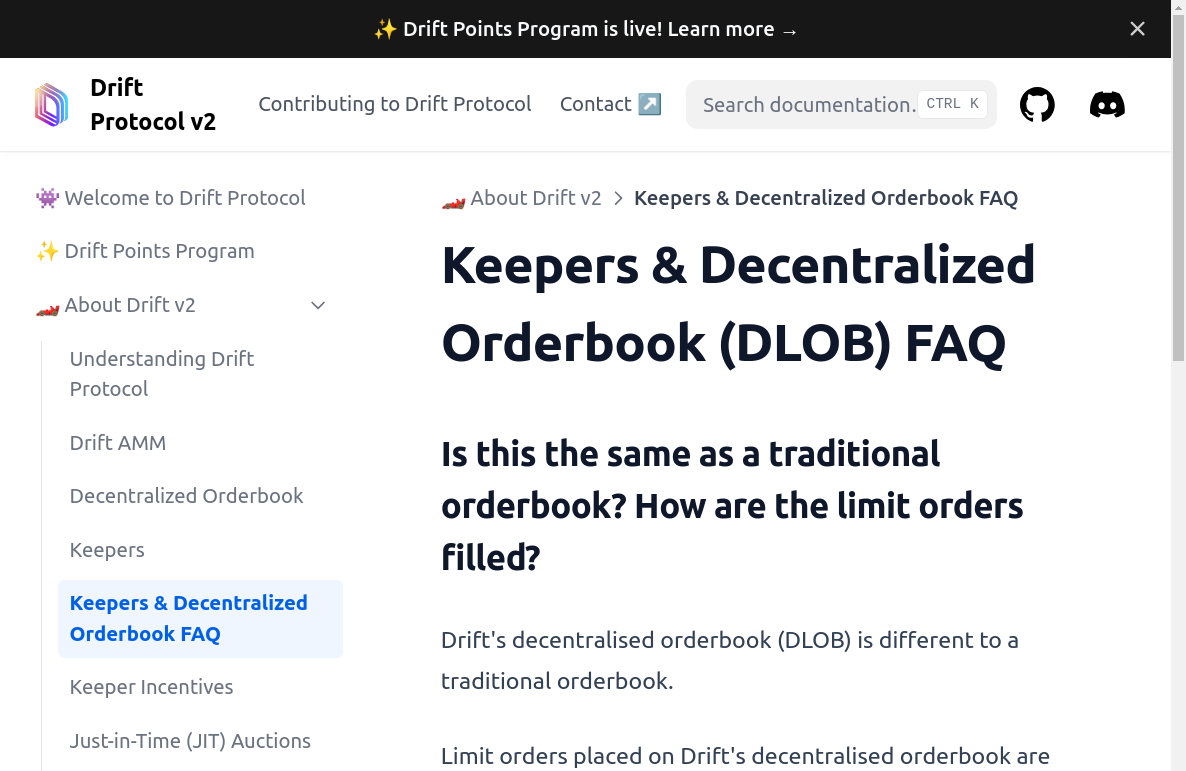 ✨ Drift Points Program is live! Learn more →
Drift
Protocol v2
Contributing to Drift Protocol
Contact ↗️
Search documentation.
CTRL K
👾 Welcome to Drift Protocol
✨ Drift Points Program
🏎️ About Drift v2
Understanding Drift
Protocol
Drift AMM
Decentralized Orderbook
Keepers
Keepers & Decentralized
Orderbook FAQ
Keeper Incentives
Just-in-Time (JIT) Auctions
🏎️ About Drift v2 > Keepers & Decentralized Orderbook FAQ
Keepers & Decentralized
Orderbook (DLOB) FAQ
Is this the same as a traditional
orderbook? How are the limit orders
filled?
Drift's decentralised orderbook (DLOB) is different to a
traditional orderbook.
Limit orders placed on Drift's decentralised orderbook are